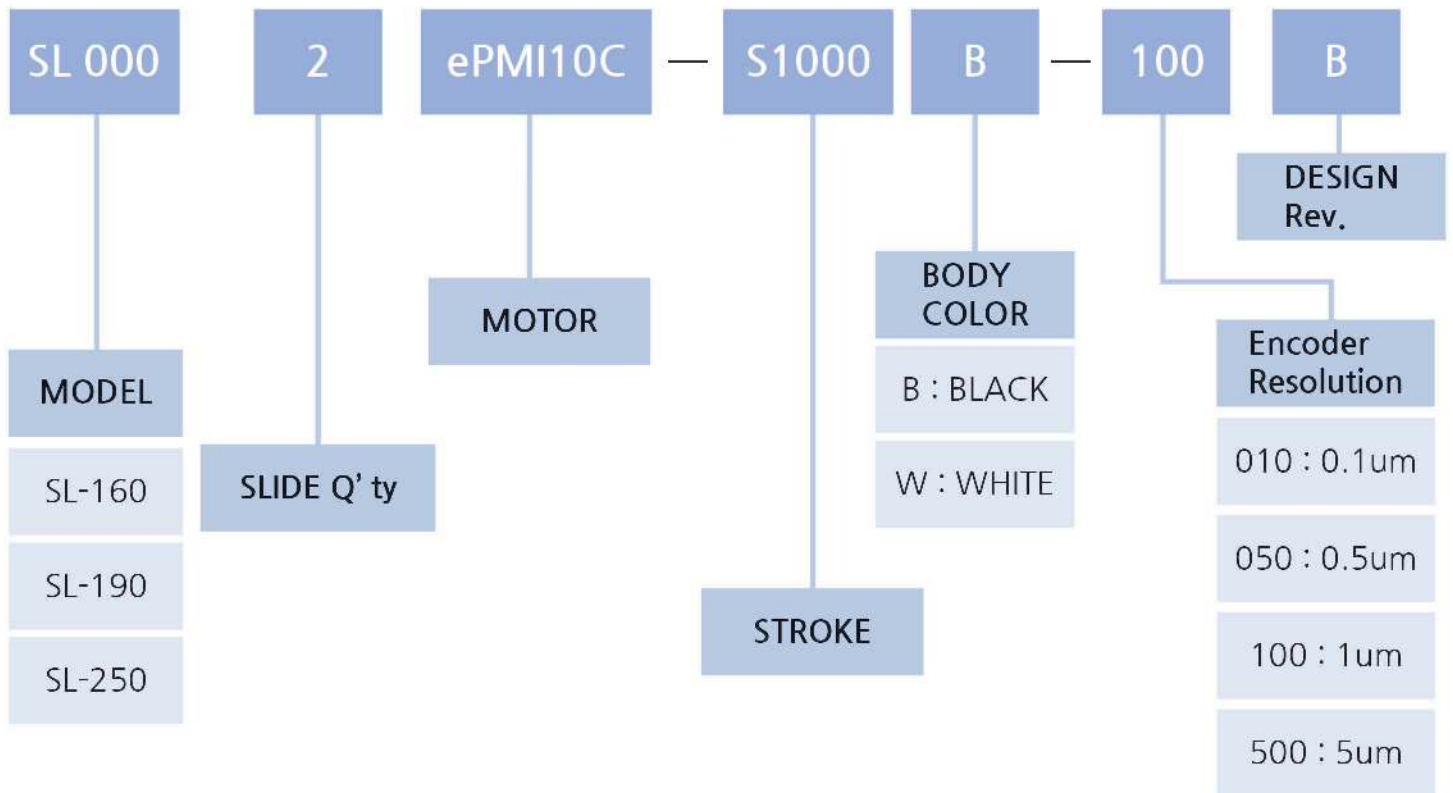 SL 000 2 ePMI10C — S1000 B — 100 B
DESIGN
Rev.
BODY
COLOR
B : BLACK
W : WHITE
MOTOR
Encoder
Resolution
010 : 0.1um
050 : 0.5um
100 : 1um
500 : 5um
MODEL
SL-160
SL-190
SL-250
SLIDE Q' ty
STROKE